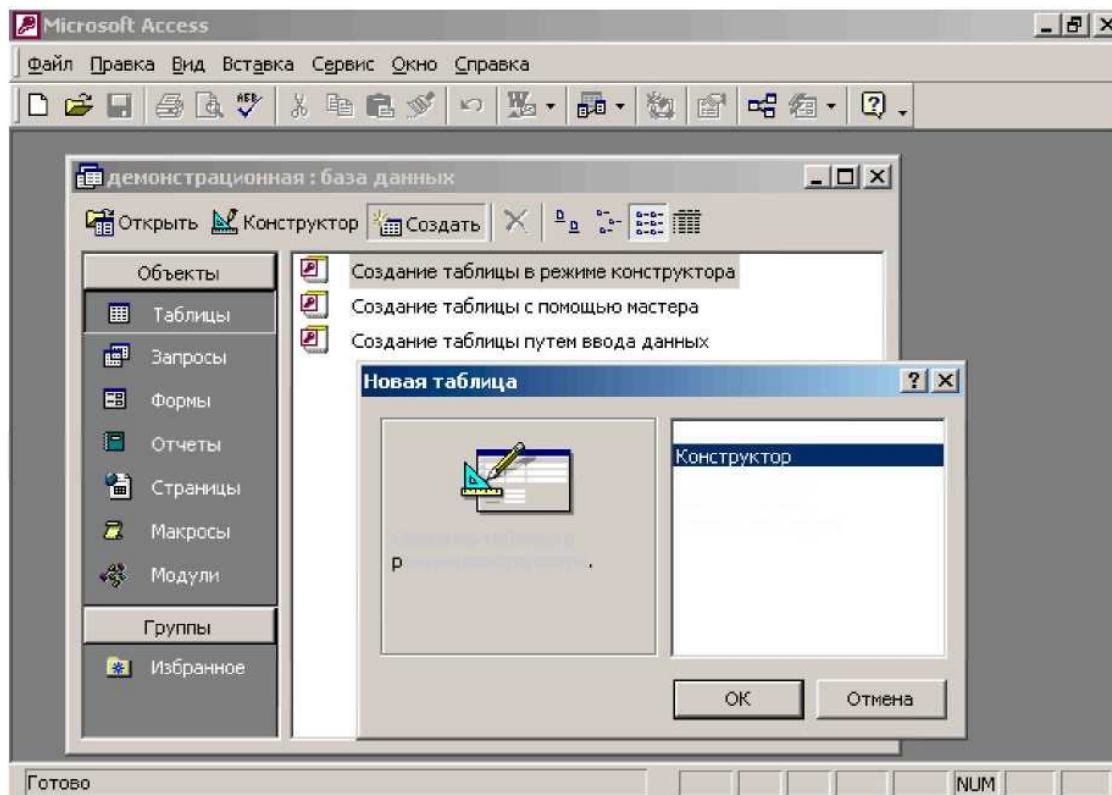 Microsoft Access
Файл Правка Вид Вставка Сервис Окно Справка
демонстрационная : база данных
Открыть Конструктор Создать
Объекты
Таблицы
Запросы
Формы
Отчеты
Страницы
Макросы
Модули
Группы
Избранное
Создание таблицы в режиме конструктора
Создание таблицы с помощью мастера
Создание таблицы путем ввода данных
Новая таблица
Конструктор
р .
ОК Отмена
Готово NUM